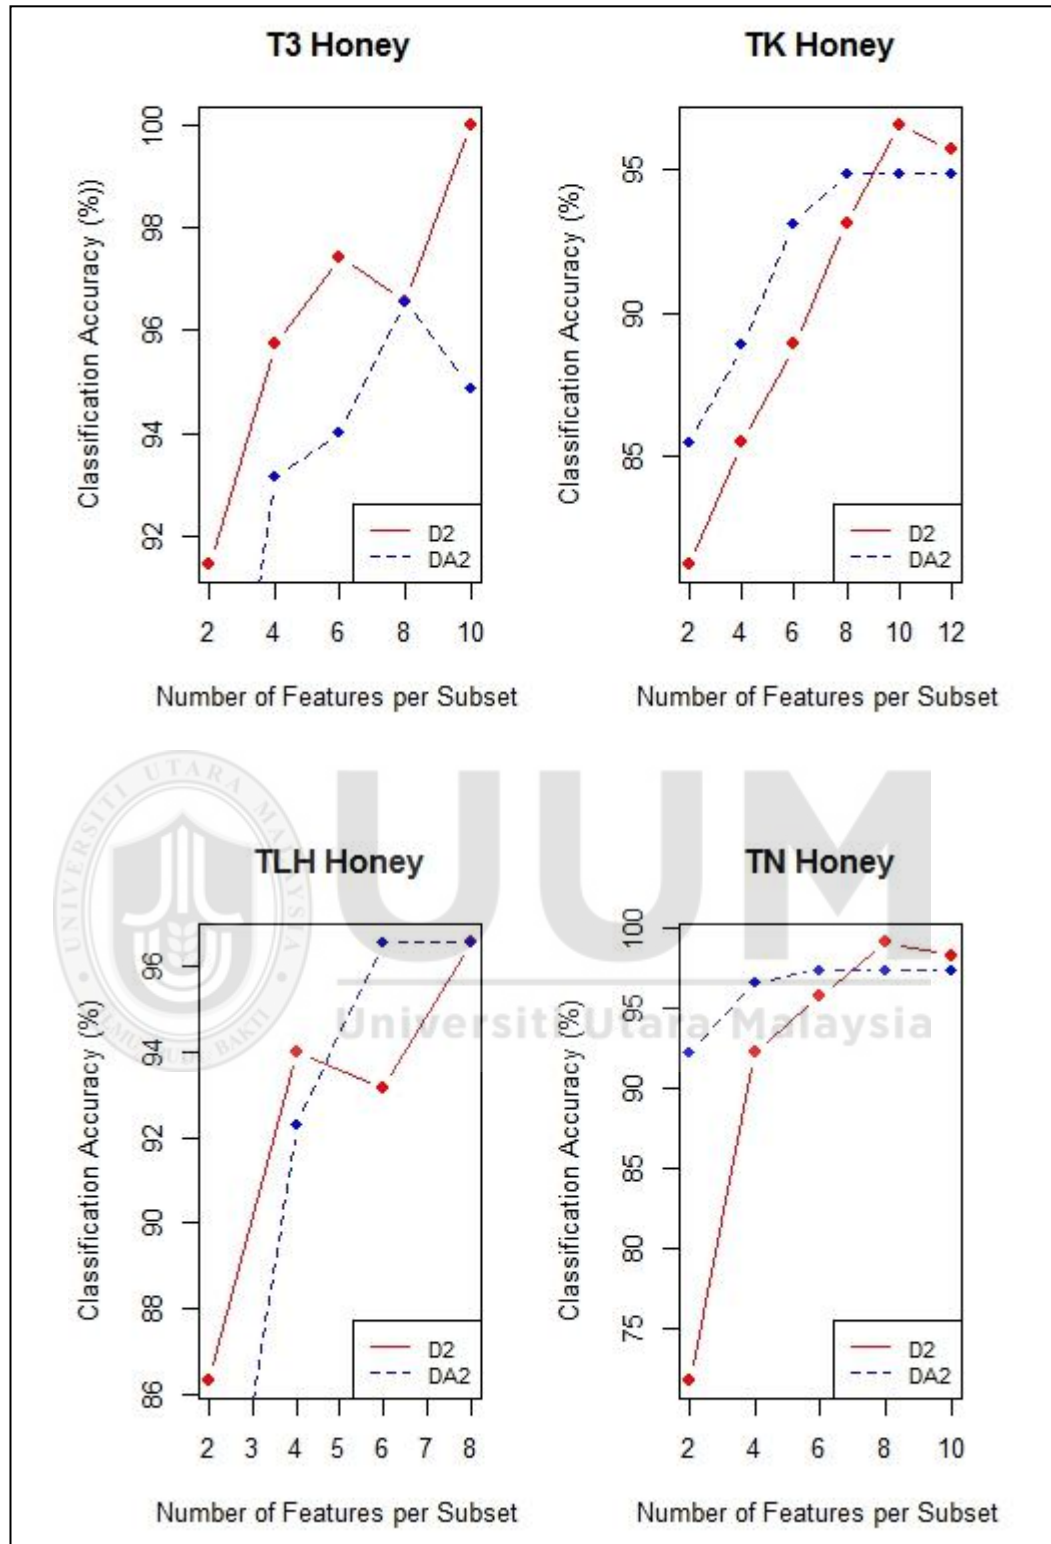 T3 Honey
Classification Accuracy (%))
100
98
96
94
92
2 4 6 8 10
Number of Features per Subset
D2
DA2
TK Honey
Classification Accuracy (%)
95
90
85
2 4 6 8 10 12
Number of Features per Subset
D2
DA2
UNIVERSITI UTARA MALAYSIA
UUM
Universiti Utara Malaysia
TLH Honey
Classification Accuracy (%)
96
94
92
90
88
86
2 3 4 5 6 7 8
Number of Features per Subset
D2
DA2
TN Honey
Classification Accuracy (%)
100
95
90
85
80
75
2 4 6 8 10
Number of Features per Subset
D2
DA2